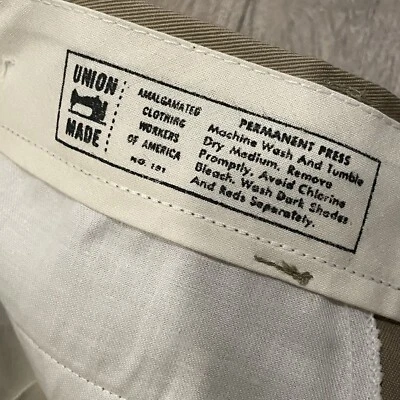 UNION
MADE
AMALGAMATED
CLOTHING
WORKERS
OF AMERICA
NO. 191
PERMANENT PRESS
Machine Wash And Tumble
Dry Medium, Remove
Promptly. Avoid Chlorine
Bleach. Wash Dark Shades
And Reds Separately.